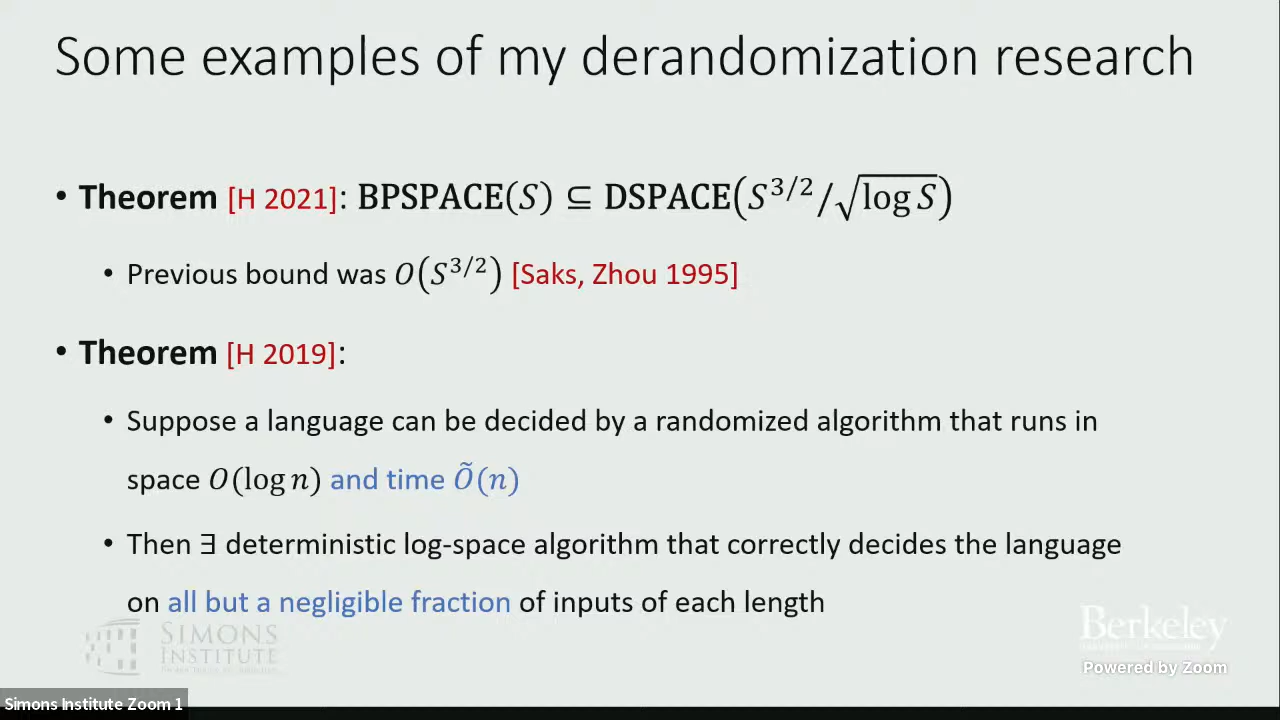 Some examples of my derandomization research
• Theorem [H 2021]: BPSPACE(S) ⊆ DSPACE(S^{3/2}/√log S)
• Previous bound was O(S^{3/2}) [Saks, Zhou 1995]
• Theorem [H 2019]:
• Suppose a language can be decided by a randomized algorithm that runs in
space O(log n) and time Õ(n)
• Then ∃ deterministic log-space algorithm that correctly decides the language
on all but a negligible fraction of inputs of each length
SIMONS
INSTITUTE
Berkeley
Powered by Zoom
Simons Institute Zoom 1